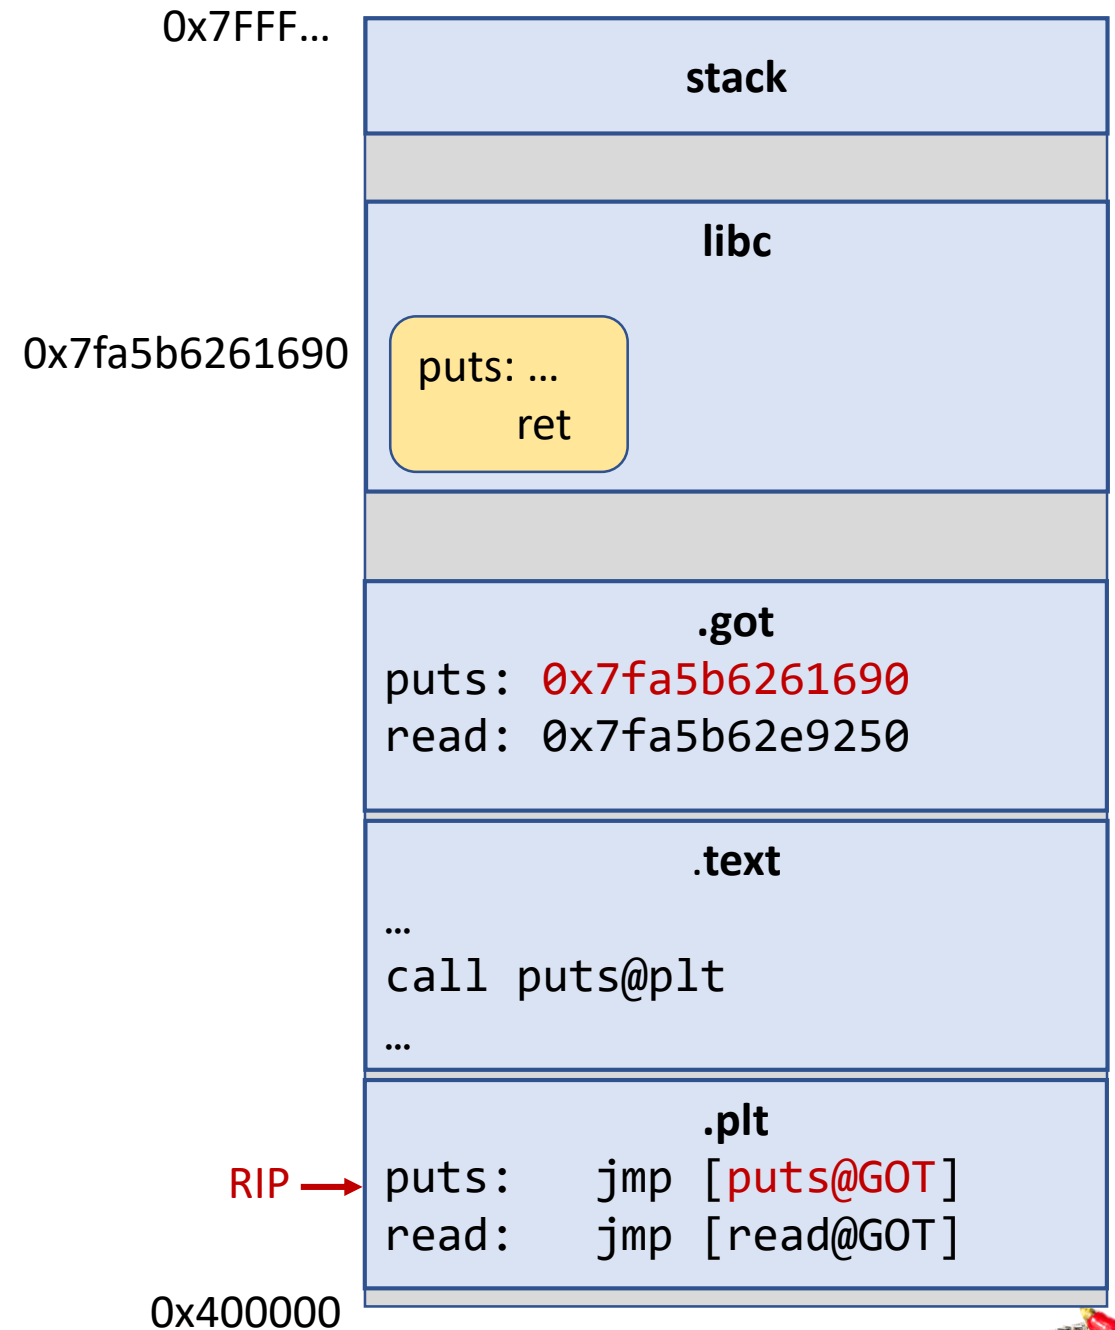 0x7FFF…
stack
libc
0x7fa5b6261690
puts: …
ret
.got
puts: 0x7fa5b6261690
read: 0x7fa5b62e9250
.text
…
call puts@plt
…
.plt
RIP
puts: jmp [puts@GOT]
read: jmp [read@GOT]
0x400000